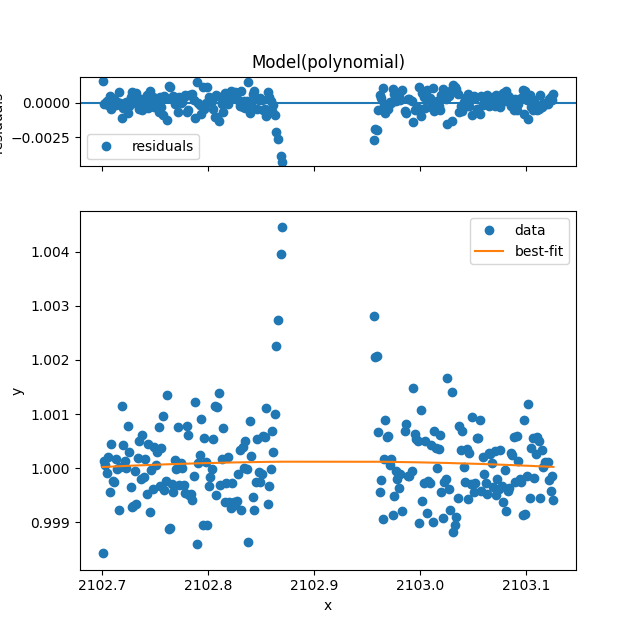 Model(polynomial)
0.0000
−0.0025
residuals
residuals
1.004
1.003
1.002
1.001
1.000
0.999
y
data
best-fit
2102.7
2102.8
2102.9
2103.0
2103.1
x